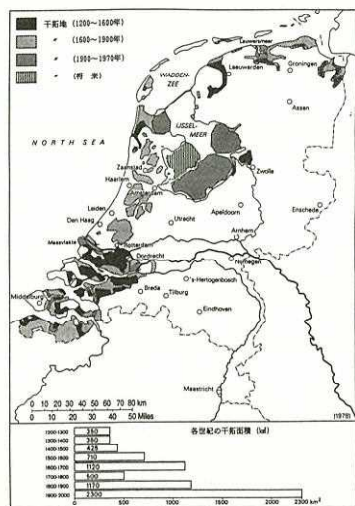 干拓地 (1200～1600年)
〃 (1600～1900年)
〃 (1900～1970年)
〃 (将来)
Lauwersmeer
Leeuwarden
Groningen
WADDEN-
ZEE
Assen
NORTH SEA
IJSSEL-
MEER
Zaanstad
Haarlem
Amsterdam
Zwolle
Leiden
Den Haag
Utrecht
Apeldoorn
Enschede
Arnhem
Maasvlakte
Rotterdam
Dordrecht
Nijmegen
's-Hertogenbosch
Middelburg
Breda
Tilburg
Eindhoven
Maastricht
0 10 20 30 40 50 60 70 80 km
0 10 20 30 40 50 Miles
(1979)
各世紀の干拓面積 (km²)
1200-1300 350
1300-1400 350
1400-1500 425
1500-1600 710
1600-1700 1120
1700-1800 500
1800-1900 1170
1900-2000 2300
0 500 1000 2300 km²